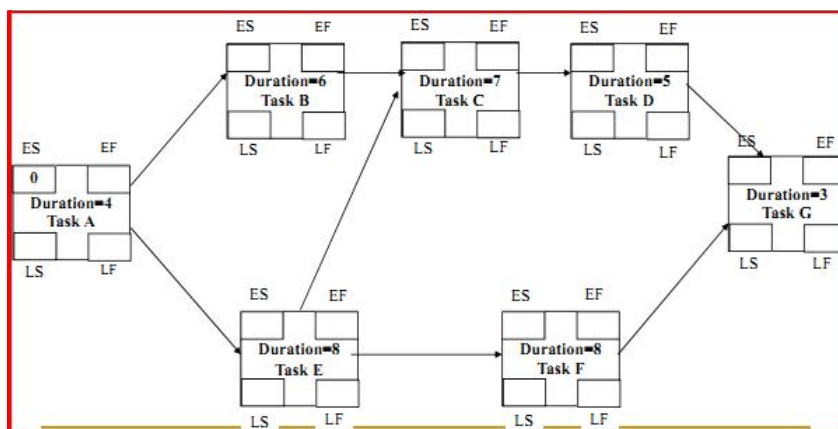 ES EF
Duration=6
Task B
LS LF
ES EF
Duration=7
Task C
LS LF
ES EF
Duration=5
Task D
LS LF
ES EF
0
Duration=4
Task A
LS LF
ES EF
Duration=3
Task G
LS LF
ES EF
Duration=8
Task E
LS LF
ES EF
Duration=8
Task F
LS LF